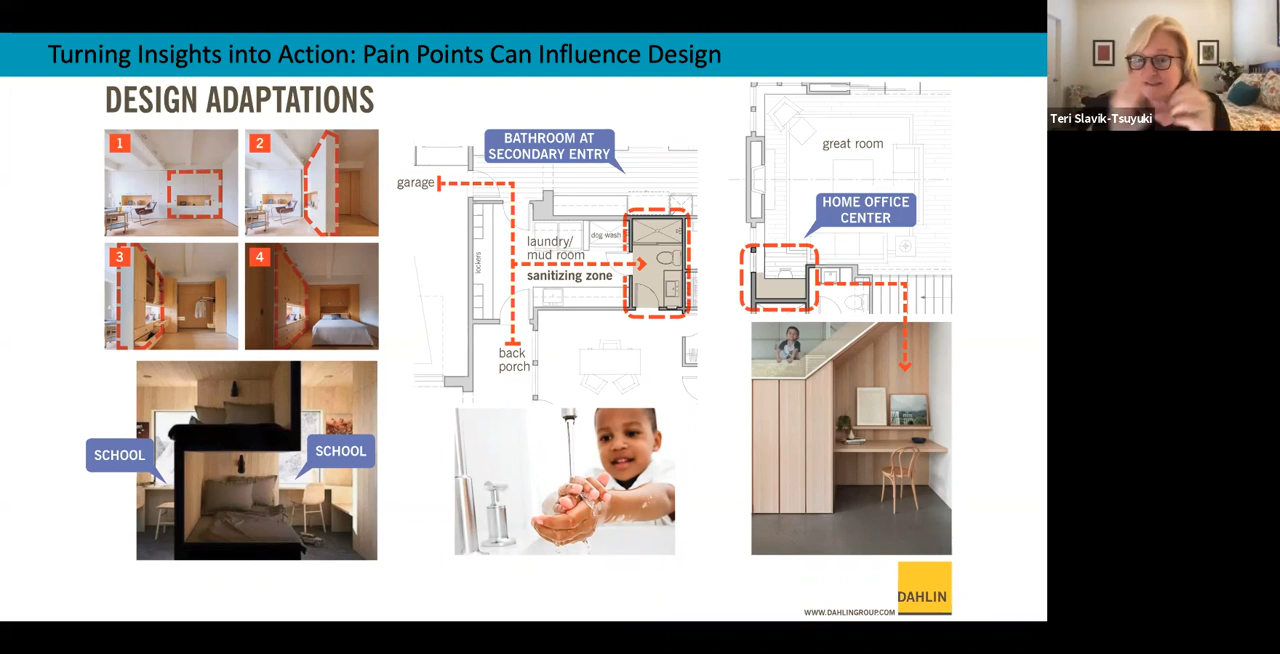 Turning Insights into Action: Pain Points Can Influence Design
Teri Slavik-Tsuyuki
DESIGN ADAPTATIONS
1
2
3
4
SCHOOL
SCHOOL
BATHROOM AT
SECONDARY ENTRY
garage
lockers
laundry/
mud room
sanitizing zone
dog wash
back
porch
great room
HOME OFFICE
CENTER
DAHLIN
WWW.DAHLINGROUP.COM